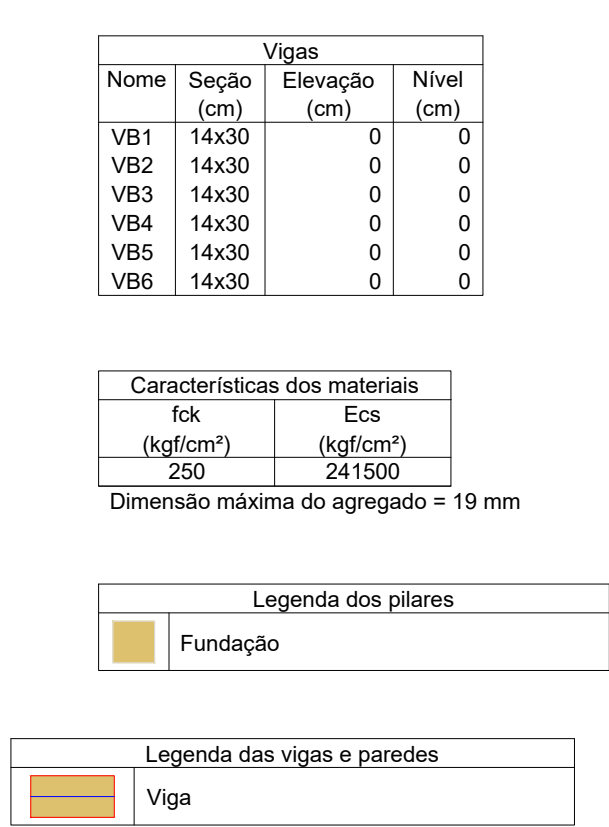 Vigas
Nome Seção Elevação Nível
(cm) (cm) (cm)
VB1 14x30 0 0
VB2 14x30 0 0
VB3 14x30 0 0
VB4 14x30 0 0
VB5 14x30 0 0
VB6 14x30 0 0
Características dos materiais
fck Ecs
(kgf/cm²) (kgf/cm²)
250 241500
Dimensão máxima do agregado = 19 mm
Legenda dos pilares
Fundação
Legenda das vigas e paredes
Viga